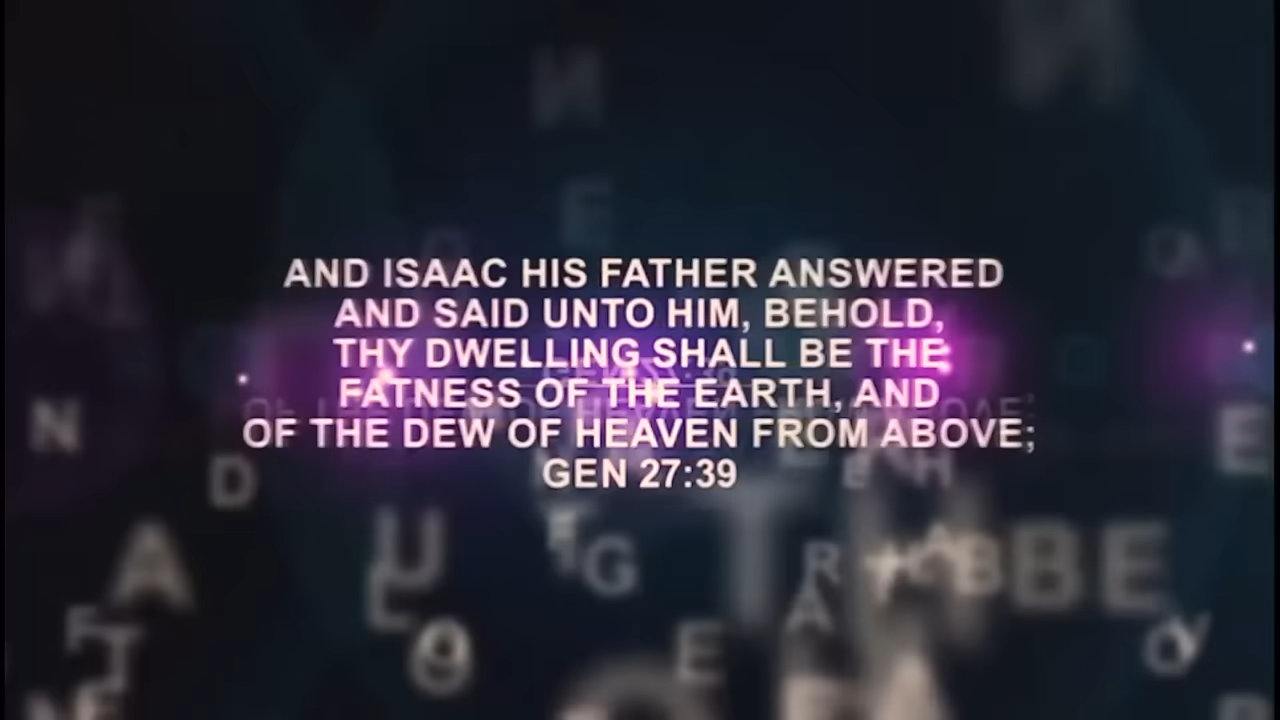 AND ISAAC HIS FATHER ANSWERED
AND SAID UNTO HIM, BEHOLD,
THY DWELLING SHALL BE THE
FATNESS OF THE EARTH, AND
OF THE DEW OF HEAVEN FROM ABOVE;
GEN 27:39